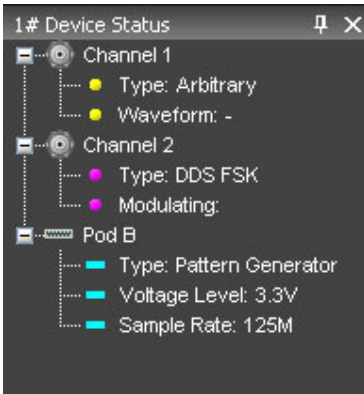 1# Device Status
Channel 1
Type: Arbitrary
Waveform: -
Channel 2
Type: DDS FSK
Modulating:
Pod B
Type: Pattern Generator
Voltage Level: 3.3V
Sample Rate: 125M